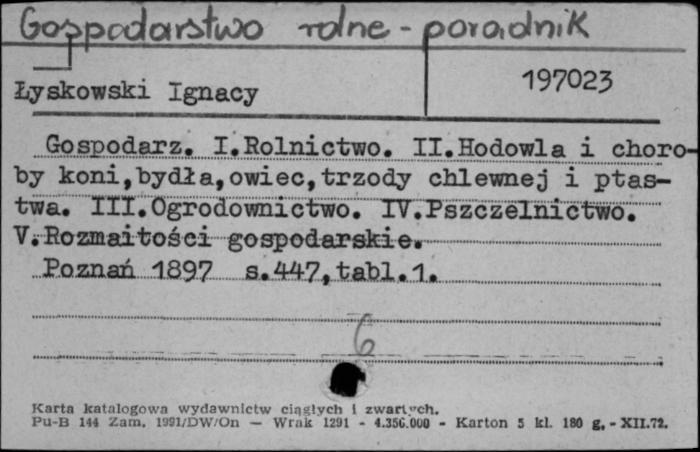 Gospodarstwo rolne - poradnik
197023
Łyskowski Ignacy
Gospodarz. I.Rolnictwo. II.Hodowla i choro-
by koni,bydła,owiec,trzody chlewnej i ptas-
twa. III.Ogrodownictwo. IV.Pszczelnictwo.
V.Rozmaitości gospodarskie.
Poznań 1897 s.447,tabl.1.
6
Karta katalogowa wydawnictw ciągłych i zwartych.
Pu-B 144 Zam. 1991/DW/On — Wrak 1291 - 4.356.000 - Karton 5 kl. 180 g. - XII.72.